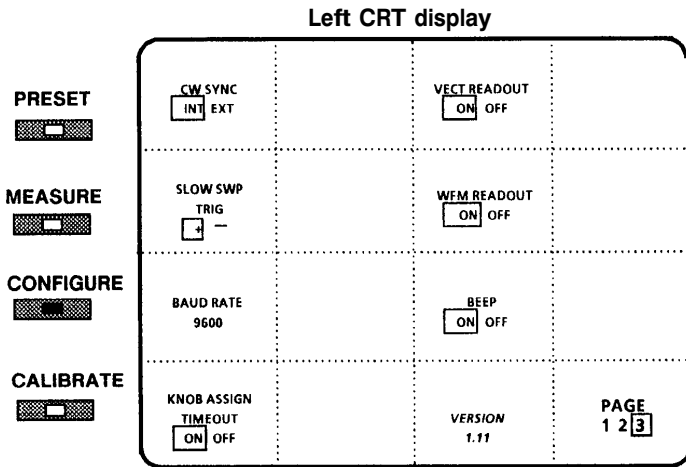 Left CRT display
PRESET
MEASURE
CONFIGURE
CALIBRATE
CW SYNC
INT EXT
VECT READOUT
ON OFF
SLOW SWP
TRIG
+ —
WFM READOUT
ON OFF
BAUD RATE
9600
BEEP
ON OFF
KNOB ASSIGN
TIMEOUT
ON OFF
VERSION
1.11
PAGE
1 2 3